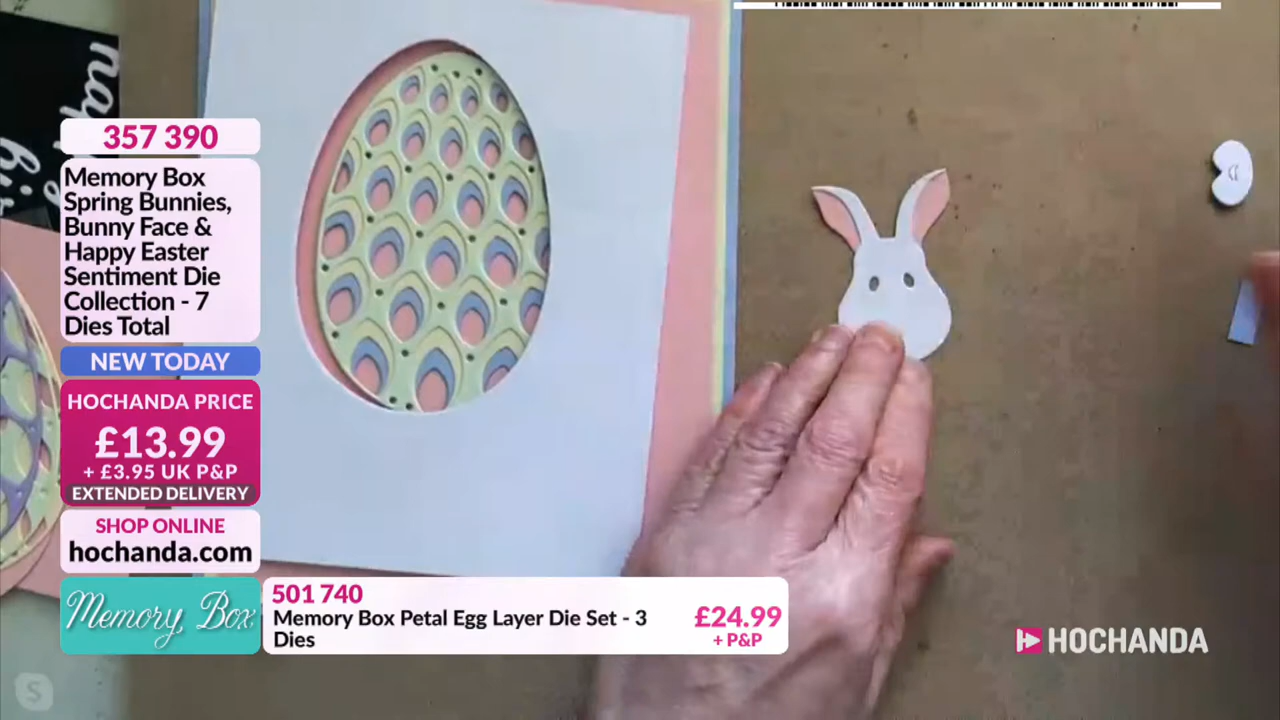 357 390
Memory Box
Spring Bunnies,
Bunny Face &
Happy Easter
Sentiment Die
Collection - 7
Dies Total
NEW TODAY
HOCHANDA PRICE
£13.99
+ £3.95 UK P&P
EXTENDED DELIVERY
SHOP ONLINE
hochanda.com
Memory Box
501 740
Memory Box Petal Egg Layer Die Set - 3
Dies
£24.99
+ P&P
HOCHANDA